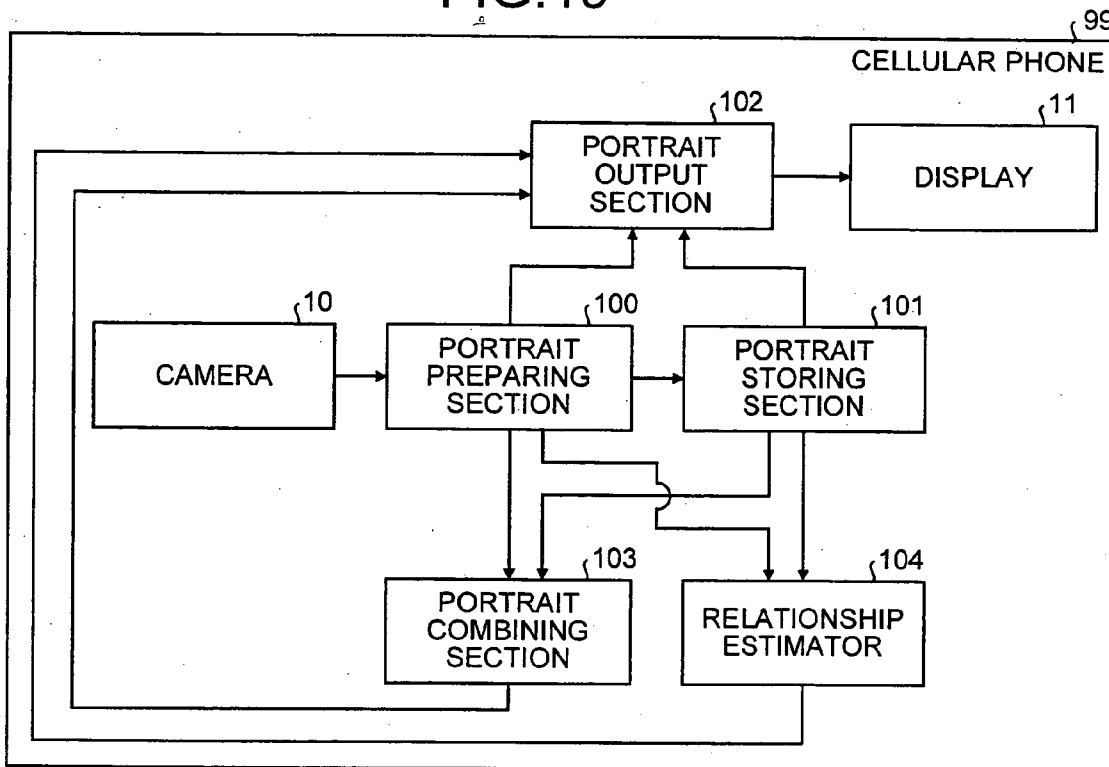 99
CELLULAR PHONE
102
PORTRAIT
OUTPUT
SECTION
11
DISPLAY
10
CAMERA
100
PORTRAIT
PREPARING
SECTION
101
PORTRAIT
STORING
SECTION
103
PORTRAIT
COMBINING
SECTION
104
RELATIONSHIP
ESTIMATOR